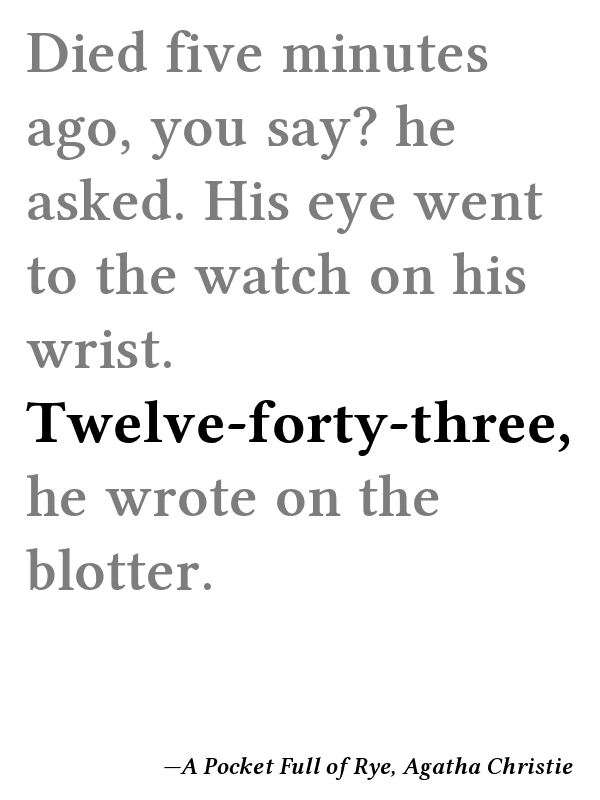 Died five minutes
ago, you say? he
asked. His eye went
to the watch on his
wrist.
Twelve-forty-three,
he wrote on the
blotter.
—A Pocket Full of Rye, Agatha Christie